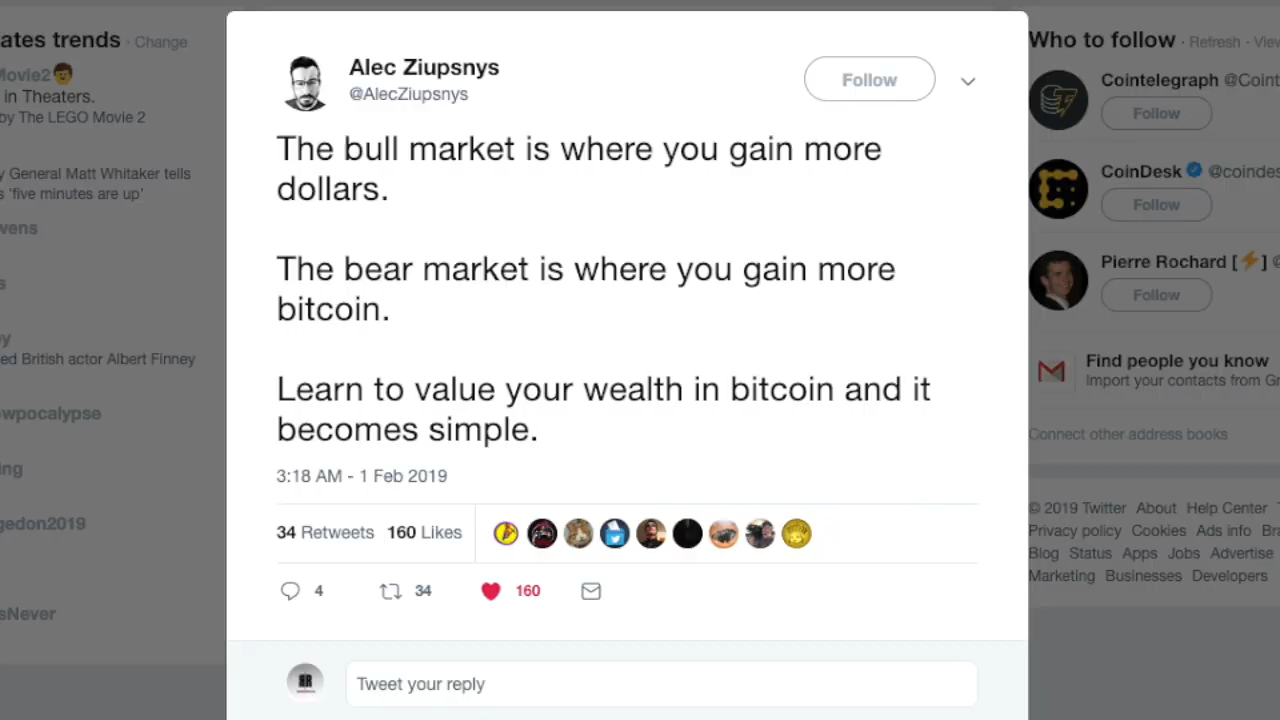 ates trends · Change
Movie2
in Theaters.
by The LEGO Movie 2
y General Matt Whitaker tells
s 'five minutes are up'
ed British actor Albert Finney
wpocalypse
gedon2019
sNever
Alec Ziupsnys
@AlecZiupsnys
Follow
The bull market is where you gain more
dollars.
The bear market is where you gain more
bitcoin.
Learn to value your wealth in bitcoin and it
becomes simple.
3:18 AM - 1 Feb 2019
34 Retweets 160 Likes
4 34 160
Tweet your reply
Who to follow · Refresh · View
Cointelegraph @Coint
Follow
CoinDesk @coindes
Follow
Pierre Rochard [⚡] @
Follow
Find people you know
Import your contacts from Gr
Connect other address books
© 2019 Twitter About Help Center
Privacy policy Cookies Ads info Bra
Blog Status Apps Jobs Advertise
Marketing Businesses Developers